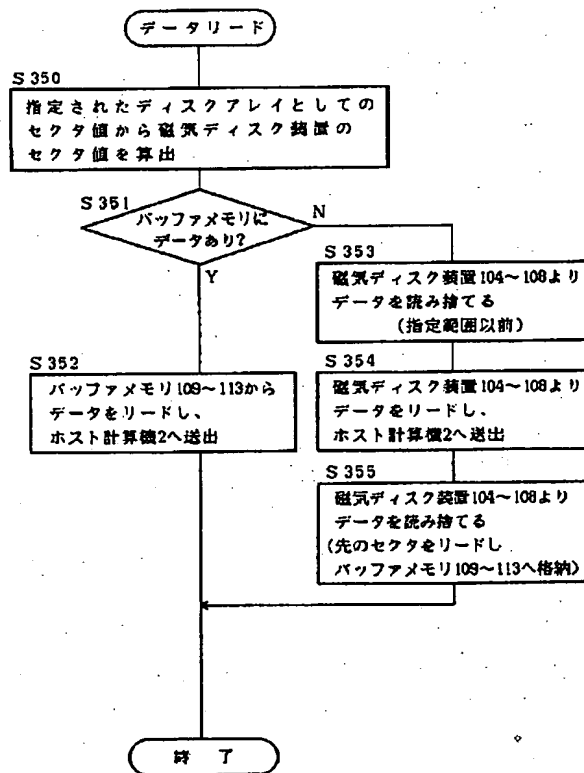 データリード
S350
指定されたディスクアレイとしての
セクタ値から磁気ディスク装置の
セクタ値を算出
S351
バッファメモリに
データあり?
N
Y
S353
磁気ディスク装置104〜108より
データを読み捨てる
(指定範囲以前)
S352
バッファメモリ109〜113から
データをリードし、
ホスト計算機2へ送出
S354
磁気ディスク装置104〜108より
データをリードし、
ホスト計算機2へ送出
S355
磁気ディスク装置104〜108より
データを読み捨てる
(先のセクタをリードし
バッファメモリ109〜113へ格納)
終了